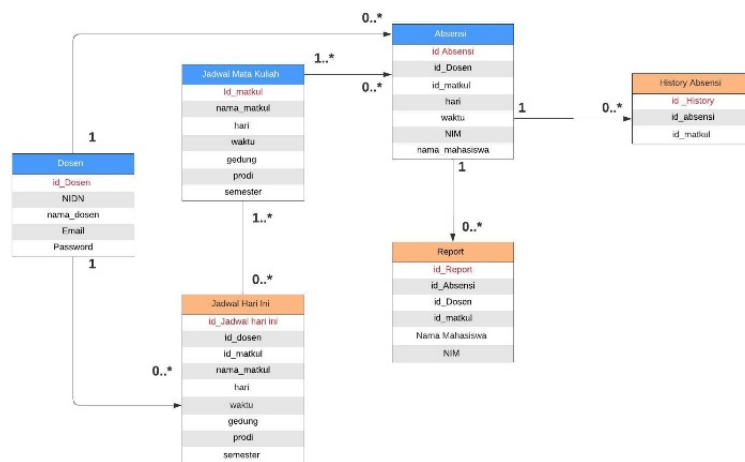 0..*
Absensi
id Absensi
id_Dosen
id_matkul
hari
waktu
NIM
nama_mahasiswa
1..*
0..*
Jadwal Mata Kuliah
Id_matkul
nama_matkul
hari
waktu
gedung
prodi
semester
History Absensi
id _History
id_absensi
id_matkul
1
0..*
1
Dosen
id_Dosen
NIDN
nama_dosen
Email
Password
1
1
0..*
1..*
0..*
Report
id_Report
id_Absensi
id_Dosen
id_matkul
Nama Mahasiswa
NIM
Jadwal Hari Ini
id_Jadwal hari ini
id_dosen
id_matkul
nama_matkul
hari
waktu
gedung
prodi
semester
0..*